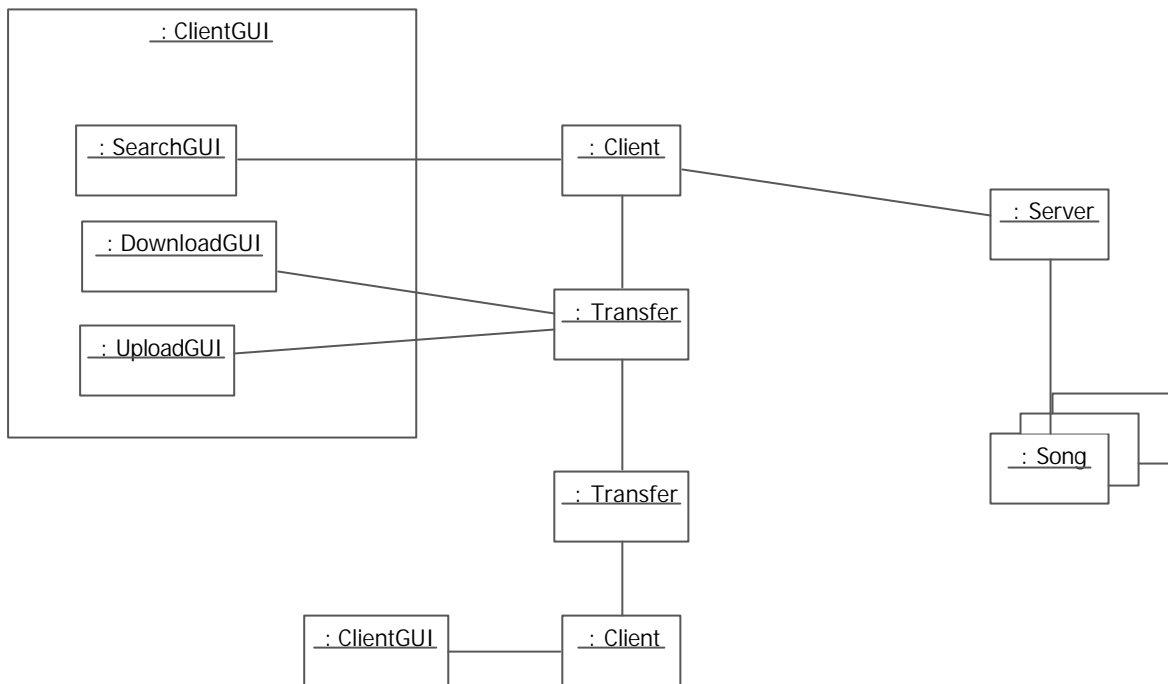 : ClientGUI
: SearchGUI
: Client
: Server
: DownloadGUI
: Transfer
: UploadGUI
: Song
: Transfer
: ClientGUI
: Client